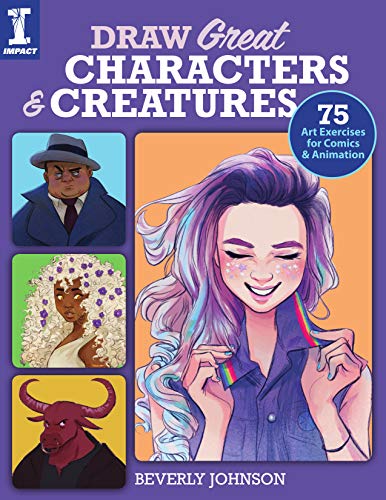 IMPACT
DRAW Great
CHARACTERS
& CREATURES
75
Art Exercises
for Comics
& Animation
BEVERLY JOHNSON